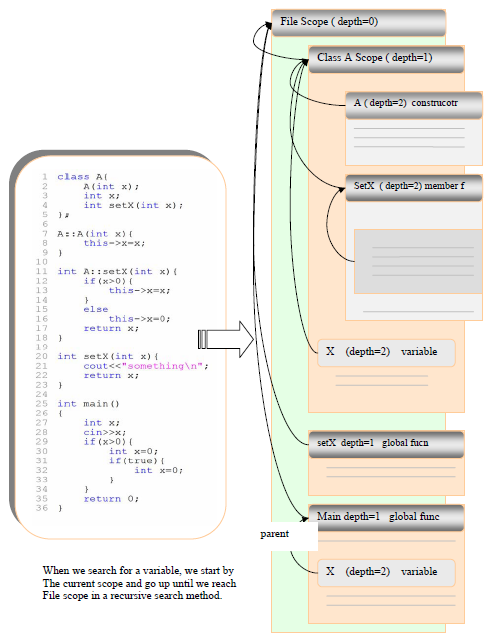 File Scope ( depth=0)
Class A Scope ( depth=1)
A ( depth=2) construcotr
SetX ( depth=2) member f
X (depth=2) variable
setX depth=1 global fucn
Main depth=1 global func
parent
X (depth=2) variable
1 class A{
2 A(int x);
3 int x;
4 int setX(int x);
5 };
6
7 A::A(int x){
8 this->x=x;
9 }
10
11 int A::setX(int x){
12 if(x>0){
13 this->x=x;
14 }
15 else
16 this->x=0;
17 return x;
18 }
19
20 int setX(int x){
21 cout<<"something\n";
22 return x;
23 }
24
25 int main()
26 {
27 int x;
28 cin>>x;
29 if(x>0){
30 int x=0;
31 if(true){
32 int x=0;
33 }
34 }
35 return 0;
36 }
When we search for a variable, we start by
The current scope and go up until we reach
File scope in a recursive search method.